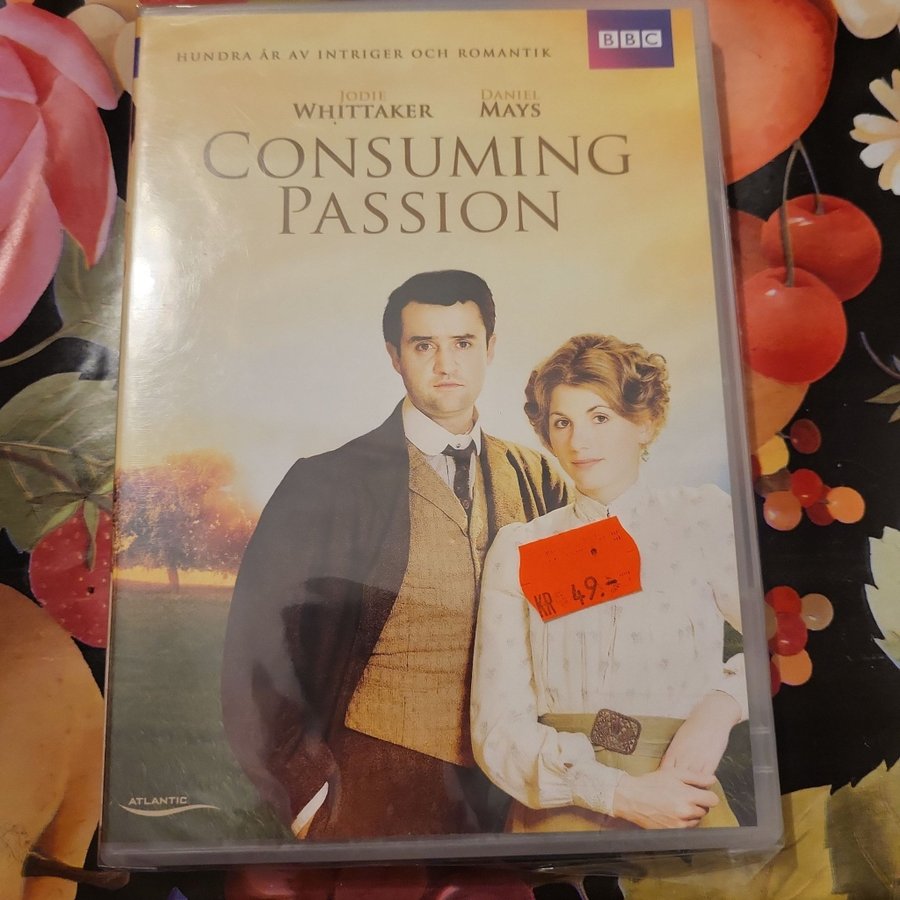 BBC
HUNDRA ÅR AV INTRIGER OCH ROMANTIK
JODIE WHITTAKER
DANIEL MAYS
CONSUMING
PASSION
KR 49.-
ATLANTIC